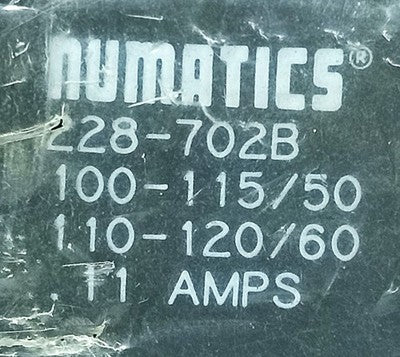 NUMATICS®
228-702B
100-115/50
110-120/60
.11 AMPS